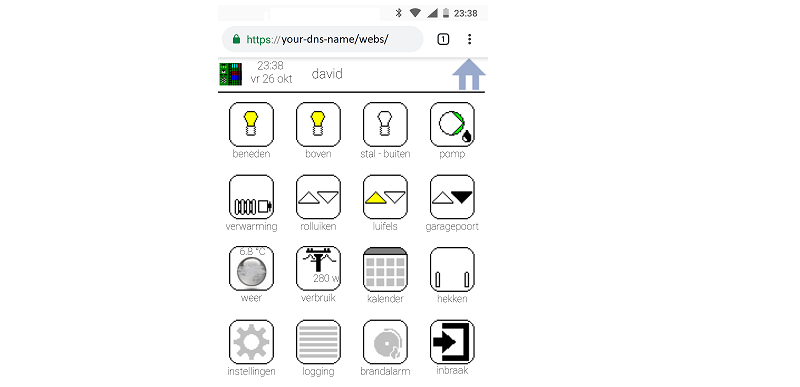 23:38
https://your-dns-name/webs/
1
23:38
vr 26 okt
david
beneden boven stal - buiten pomp
verwarming rolluiken luifels garagepoort
6.8 °C
280 w
weer verbruik kalender hekken
instellingen logging brandalarm inbraak